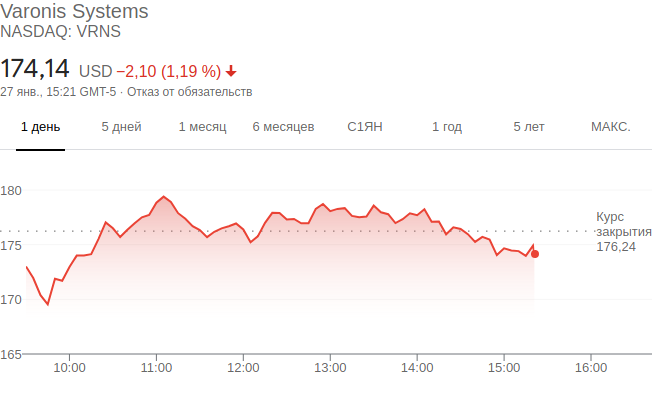 Varonis Systems
NASDAQ: VRNS
174,14 USD −2,10 (1,19 %)
27 янв., 15:21 GMT-5 · Отказ от обязательств
1 день 5 дней 1 месяц 6 месяцев С1ЯН 1 год 5 лет МАКС.
180
175
170
165
Курс
закрытия
176,24
10:00 11:00 12:00 13:00 14:00 15:00 16:00